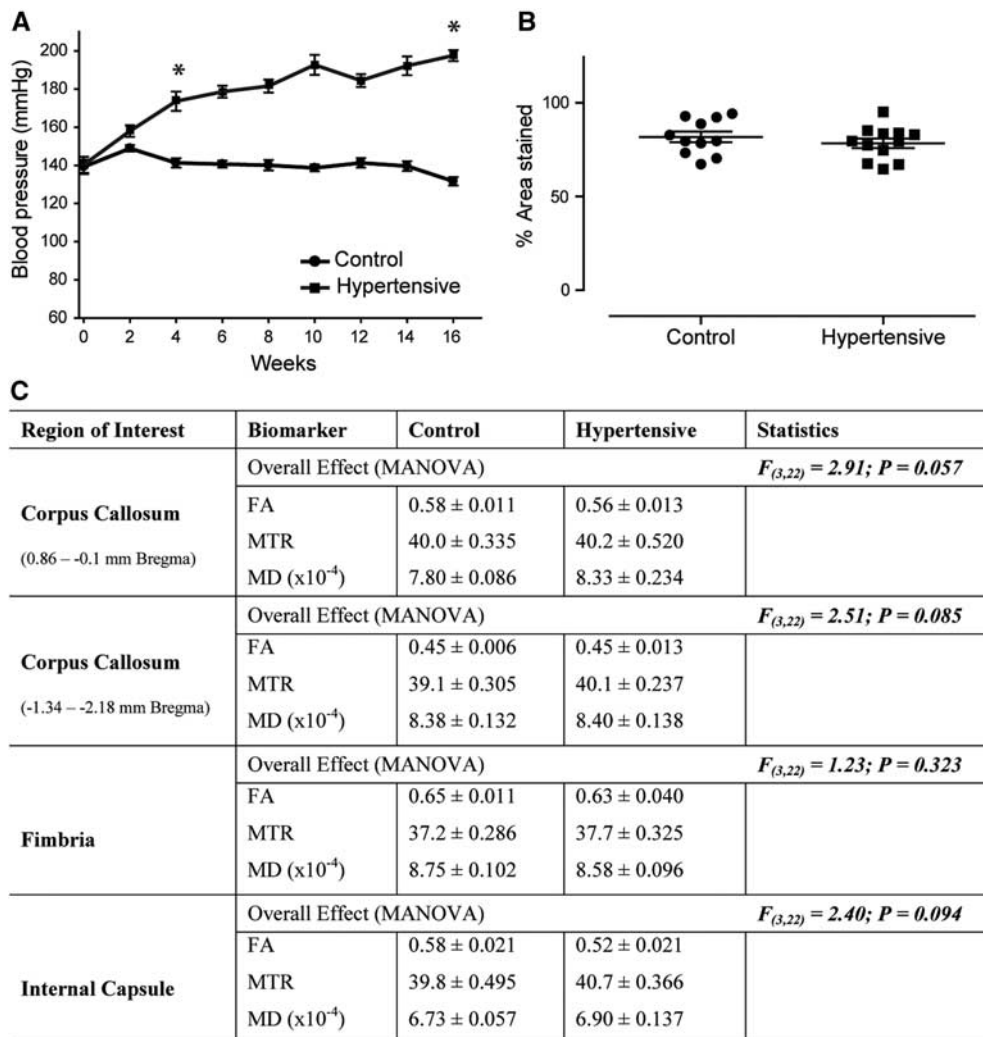 A
Blood pressure (mmHg)
200
180
160
140
120
100
80
60
*
*
Control
Hypertensive
0 2 4 6 8 10 12 14 16
Weeks
B
% Area stained
100
50
0
Control Hypertensive
C
Region of Interest Biomarker Control Hypertensive Statistics
Overall Effect (MANOVA) F(3,22) = 2.91; P = 0.057
Corpus Callosum
(0.86 – -0.1 mm Bregma)
FA 0.58 ± 0.011 0.56 ± 0.013
MTR 40.0 ± 0.335 40.2 ± 0.520
MD (x10-4) 7.80 ± 0.086 8.33 ± 0.234
Overall Effect (MANOVA) F(3,22) = 2.51; P = 0.085
Corpus Callosum
(-1.34 – -2.18 mm Bregma)
FA 0.45 ± 0.006 0.45 ± 0.013
MTR 39.1 ± 0.305 40.1 ± 0.237
MD (x10-4) 8.38 ± 0.132 8.40 ± 0.138
Overall Effect (MANOVA) F(3,22) = 1.23; P = 0.323
Fimbria
FA 0.65 ± 0.011 0.63 ± 0.040
MTR 37.2 ± 0.286 37.7 ± 0.325
MD (x10-4) 8.75 ± 0.102 8.58 ± 0.096
Overall Effect (MANOVA) F(3,22) = 2.40; P = 0.094
Internal Capsule
FA 0.58 ± 0.021 0.52 ± 0.021
MTR 39.8 ± 0.495 40.7 ± 0.366
MD (x10-4) 6.73 ± 0.057 6.90 ± 0.137